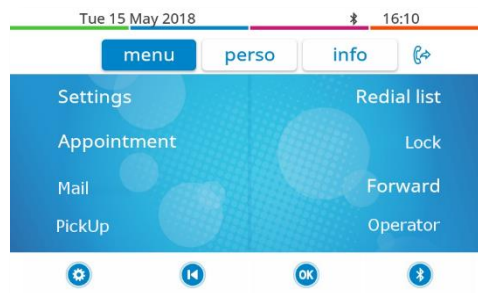 Tue 15 May 2018 16:10
menu perso info
Settings Redial list
Appointment Lock
Mail Forward
PickUp Operator
OK